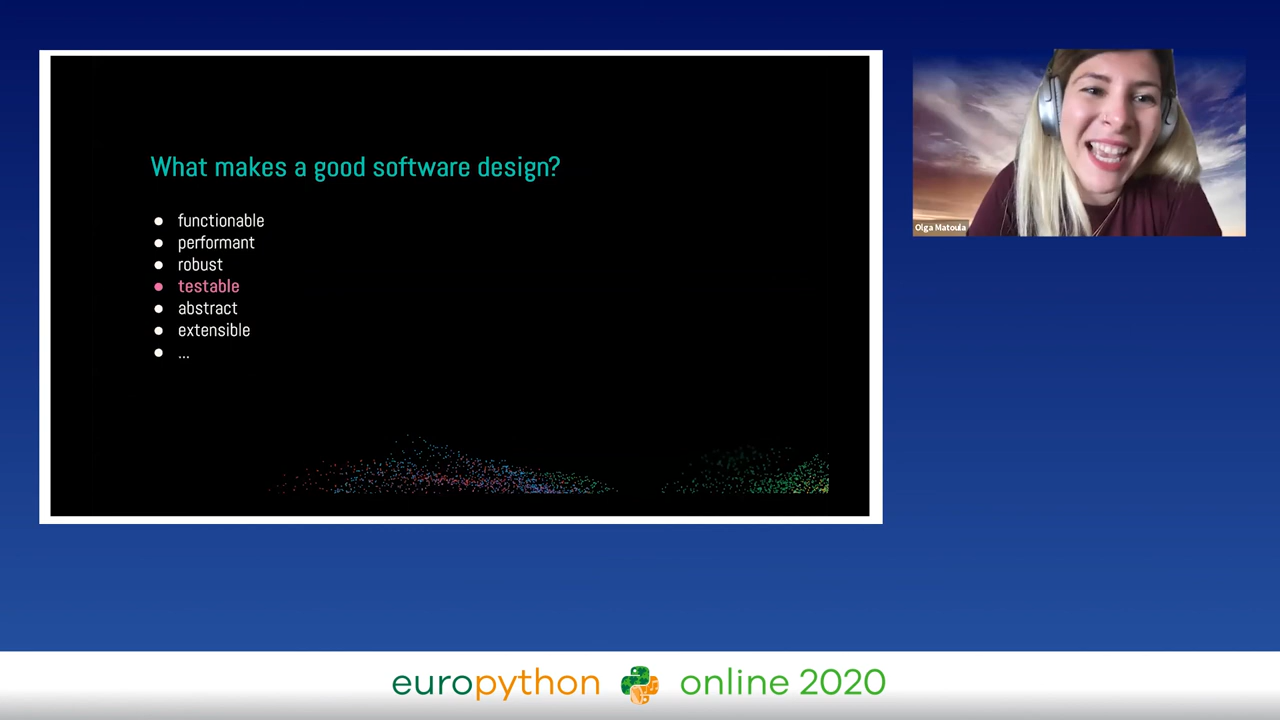 What makes a good software design?
● functionable
● performant
● robust
● testable
● abstract
● extensible
● ...
Olga Matoula
europython online 2020